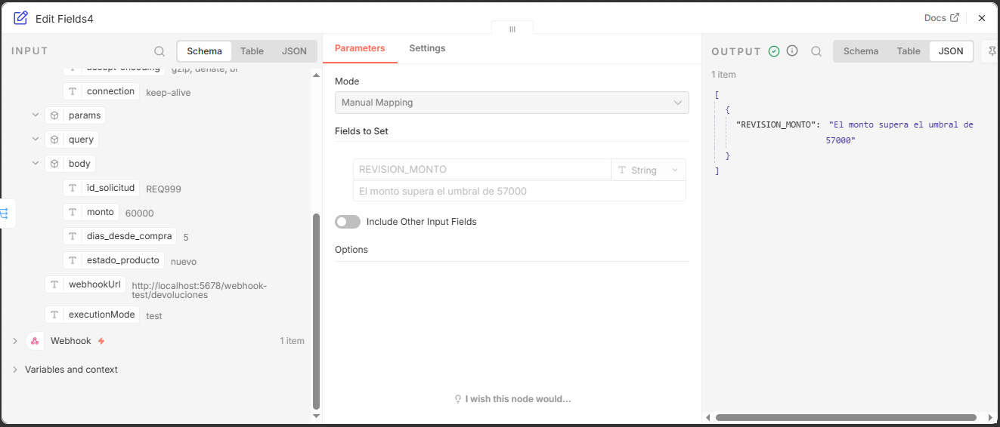 Edit Fields4
Docs
INPUT
Schema Table JSON
accept-encoding gzip, deflate, br
connection keep-alive
params
query
body
id_solicitud REQ999
monto 60000
dias_desde_compra 5
estado_producto nuevo
webhookUrl http://localhost:5678/webhook-
test/devoluciones
executionMode test
Webhook 1 item
Variables and context
Parameters Settings
Mode
Manual Mapping
Fields to Set
REVISION_MONTO String
El monto supera el umbral de 57000
Include Other Input Fields
Options
I wish this node would...
OUTPUT
Schema Table JSON
1 item
[
{
"REVISION_MONTO": "El monto supera el umbral de
57000"
}
]